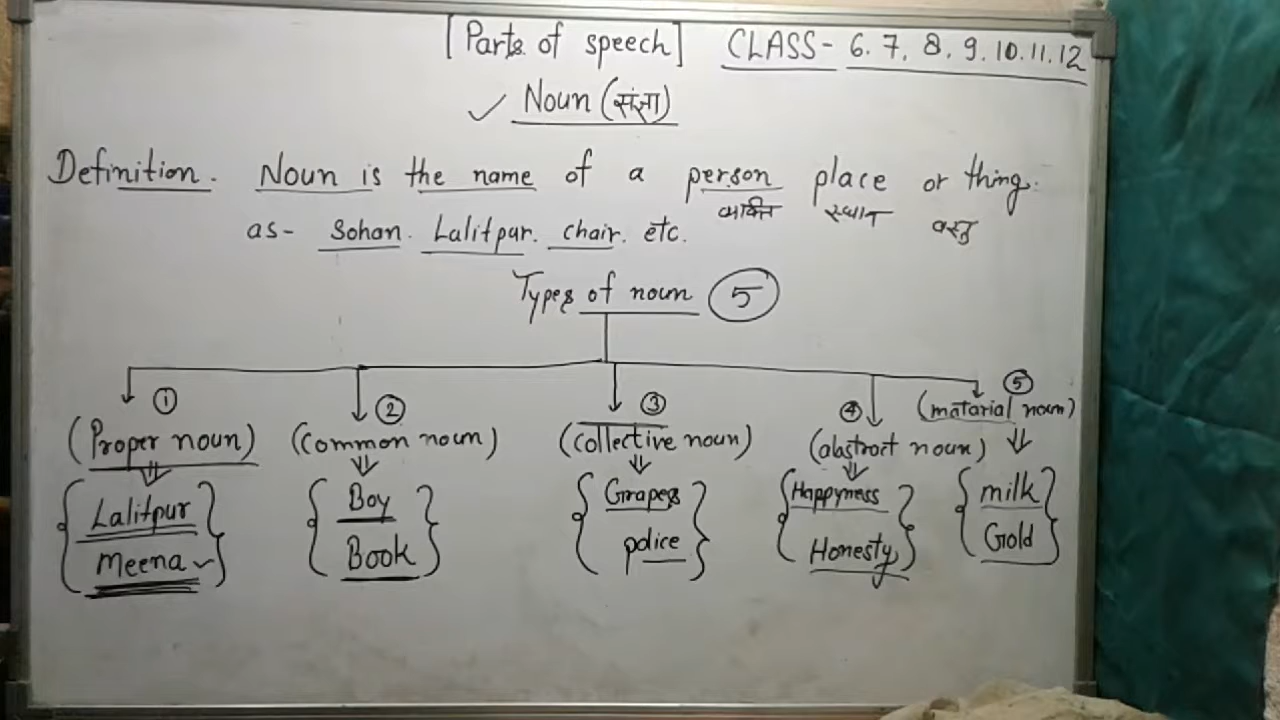 [Parts of speech] CLASS- 6. 7. 8. 9. 10. 11. 12
✓ Noun (संज्ञा)
Definition. Noun is the name of a person place or thing.
व्यक्ति स्थान वस्तु
as- Sohan. Lalitpur. chair. etc.
Types of noun 5
1 2 3 4 5
(Proper noun) (common noun) (collective noun) (abstract noun) (matarial noun)
Lalitpur Boy Grapes Happyness milk
Meena Book police Honesty Gold